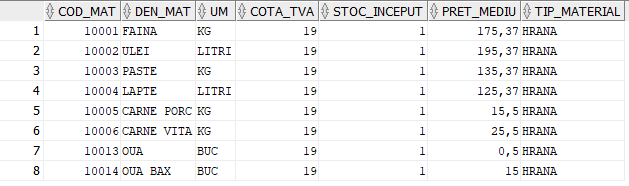 COD_MAT DEN_MAT UM COTA_TVA STOC_INCEPUT PRET_MEDIU TIP_MATERIAL
1 10001 FAINA KG 19 1 175,37 HRANA
2 10002 ULEI LITRI 19 1 195,37 HRANA
3 10003 PASTE KG 19 1 135,37 HRANA
4 10004 LAPTE LITRI 19 1 125,37 HRANA
5 10005 CARNE PORC KG 19 1 15,5 HRANA
6 10006 CARNE VITA KG 19 1 25,5 HRANA
7 10013 OUA BUC 19 1 0,5 HRANA
8 10014 OUA BAX BUC 19 1 15 HRANA